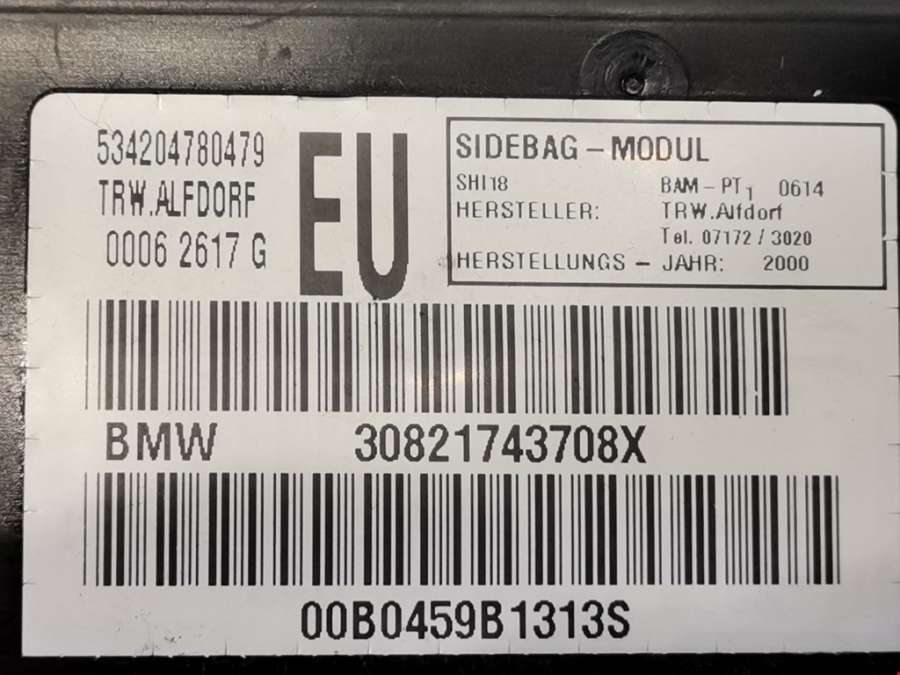 534204780479
TRW.ALFDORF
0006 2617 G
EU
SIDEBAG - MODUL
SHI18 BAM - PT1 0614
HERSTELLER: TRW.Alfdorf
Tel. 07172 / 3020
HERSTELLUNGS - JAHR: 2000
BMW 30821743708X
00B0459B1313S